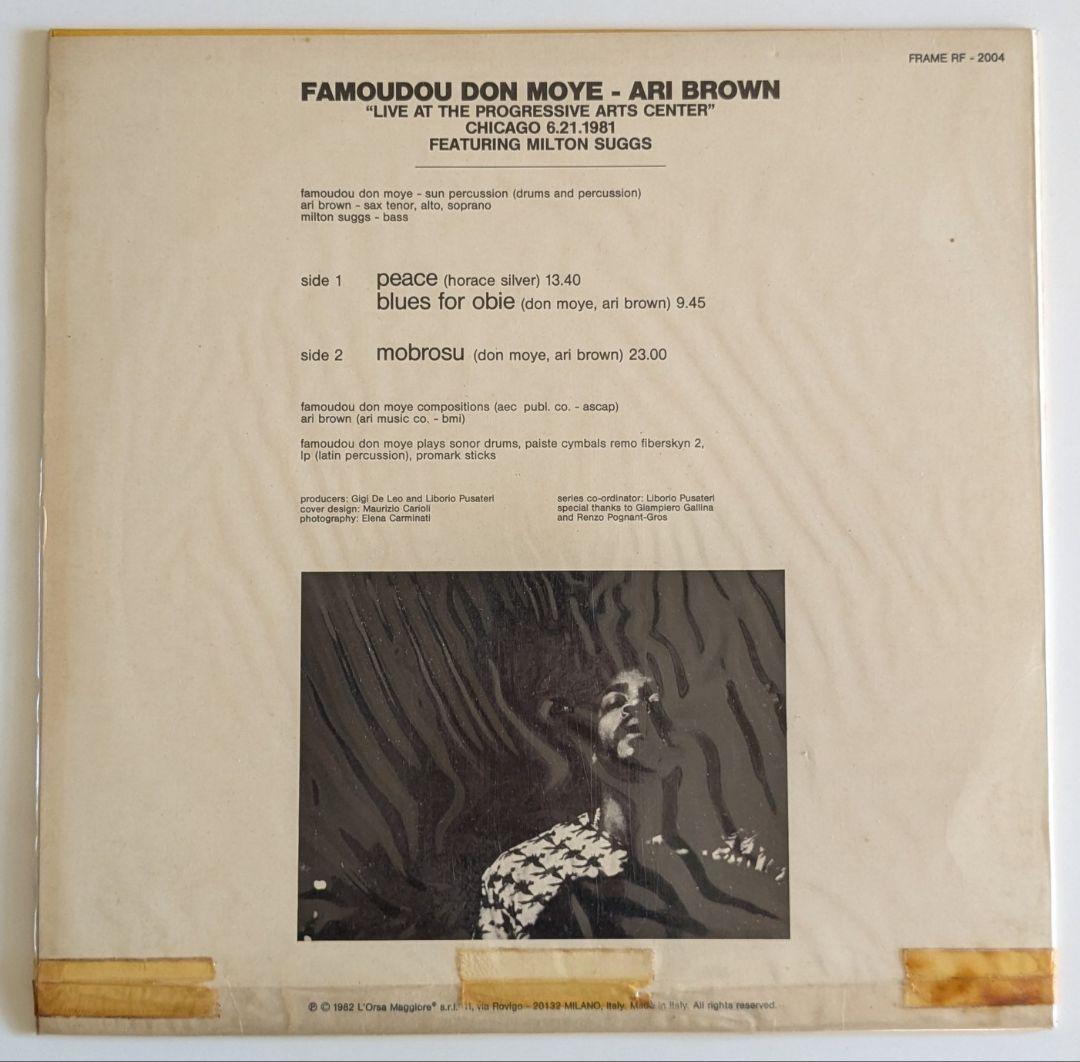 FRAME RF - 2004
FAMOUDOU DON MOYE - ARI BROWN
“LIVE AT THE PROGRESSIVE ARTS CENTER”
CHICAGO 6.21.1981
FEATURING MILTON SUGGS
famoudou don moye - sun percussion (drums and percussion)
ari brown - sax tenor, alto, soprano
milton suggs - bass
side 1 peace (horace silver) 13.40
blues for obie (don moye, ari brown) 9.45
side 2 mobrosu (don moye, ari brown) 23.00
famoudou don moye compositions (aec publ. co. - ascap)
ari brown (ari music co. - bmi)
famoudou don moye plays sonor drums, paiste cymbals remo fiberskyn 2,
lp (latin percussion), promark sticks
producers: Gigi De Leo and Liborio Pusateri
cover design: Maurizio Carioli
photography: Elena Carminati
series co-ordinator: Liborio Pusateri
special thanks to Giampiero Gallina
and Renzo Pognant-Gros
℗ © 1982 L'Orsa Maggiore® s.r.l. 11, via Rovigo - 20132 MILANO, Italy. Made in Italy. All rights reserved.